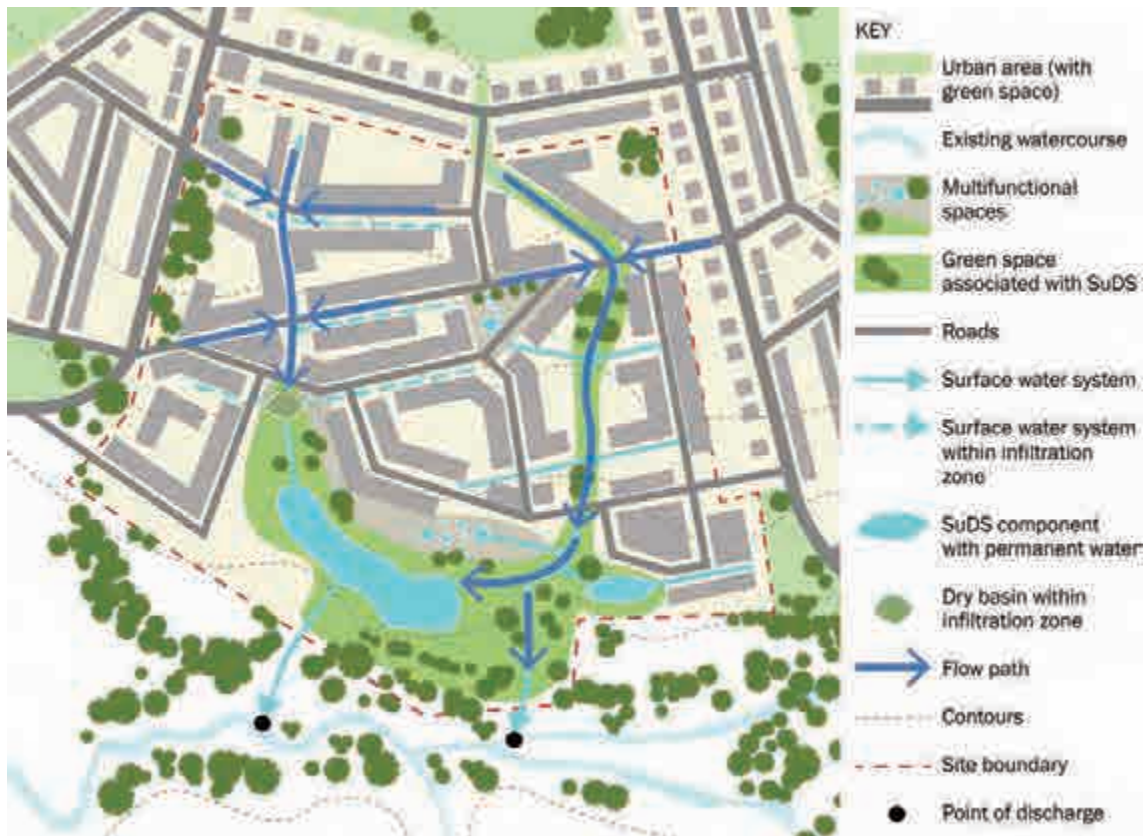 KEY
Urban area (with
green space)
Existing watercourse
Multifunctional
spaces
Green space
associated with SuDS
Roads
Surface water system
Surface water system
within infiltration
zone
SuDS component
with permanent water
Dry basin within
infiltration zone
Flow path
Contours
Site boundary
Point of discharge